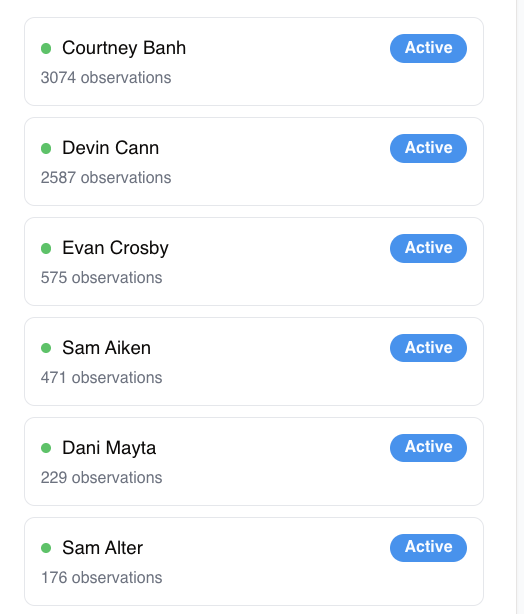 Courtney Banh
Active
3074 observations
Devin Cann
Active
2587 observations
Evan Crosby
Active
575 observations
Sam Aiken
Active
471 observations
Dani Mayta
Active
229 observations
Sam Alter
Active
176 observations